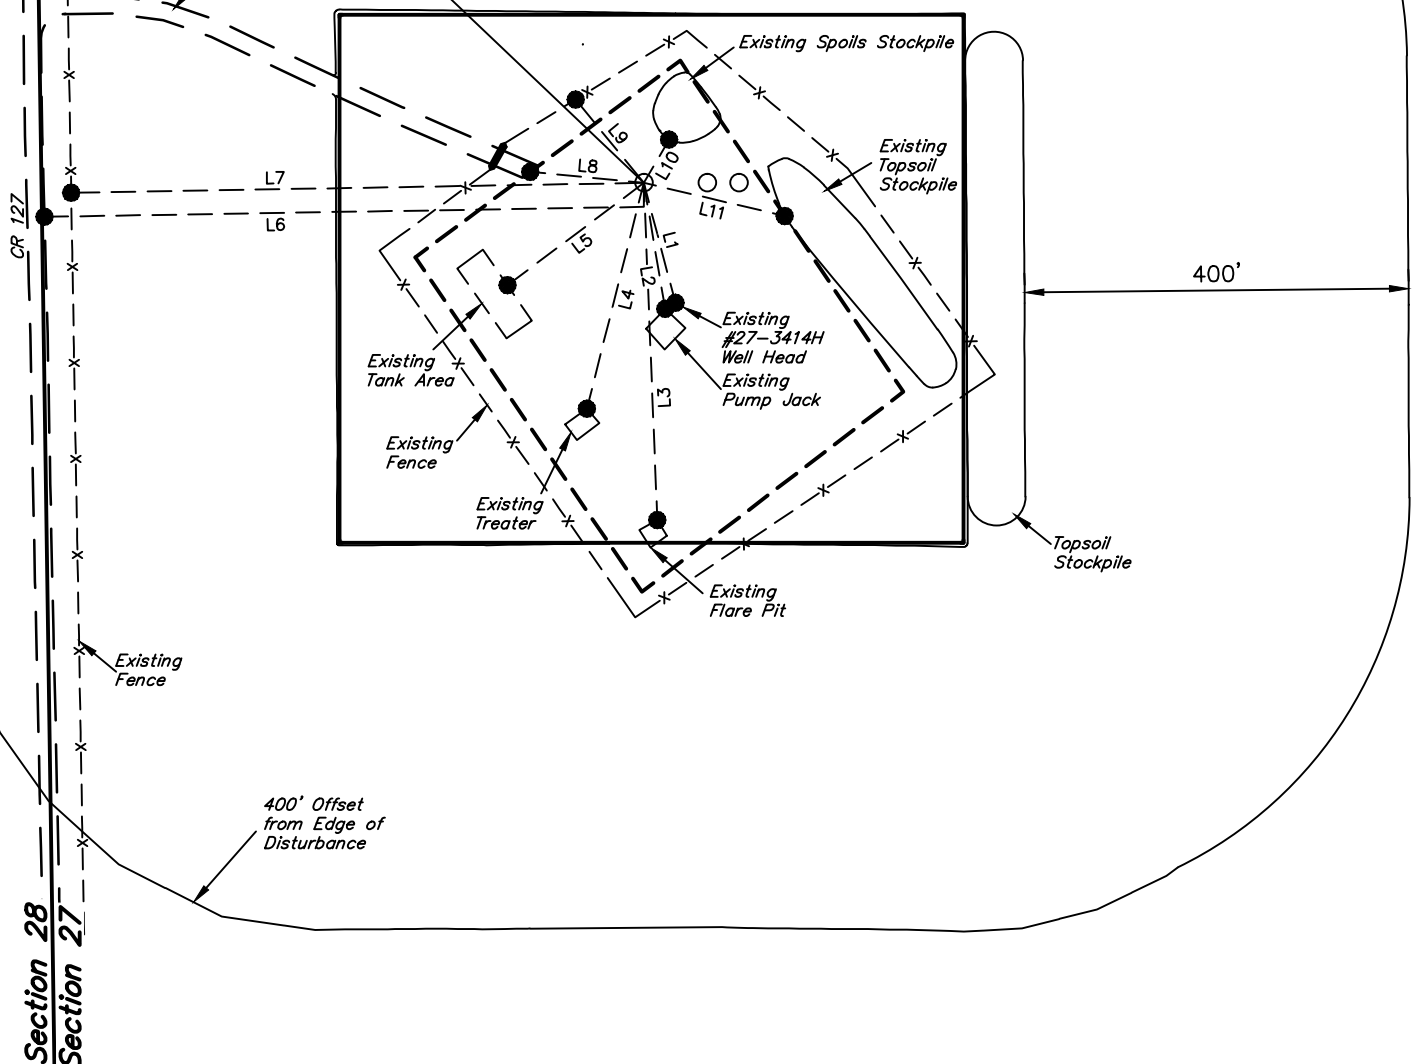 Existing Spoils Stockpile
Existing
Topsoil
Stockpile
L9
L10
L8
L7
L6
L11
L5
L1
L2
L4
L3
CR 127
400'
Existing
#27-3414H
Well Head
Existing
Pump Jack
Existing
Tank Area
Existing
Fence
Existing
Treater
Topsoil
Stockpile
Existing
Flare Pit
Existing
Fence
400' Offset
from Edge of
Disturbance
Section 28
Section 27